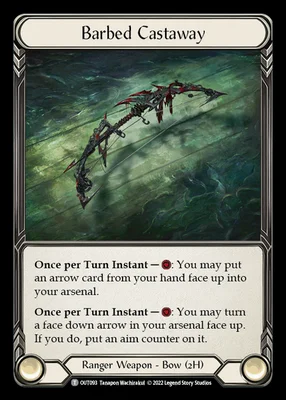 Barbed Castaway
Once per Turn Instant — : You may put
an arrow card from your hand face up into
your arsenal.
Once per Turn Instant — : You may turn
a face down arrow in your arsenal face up.
If you do, put an aim counter on it.
Ranger Weapon - Bow (2H)
OUT093 Tanapon Wachirakul © 2022 Legend Story Studios